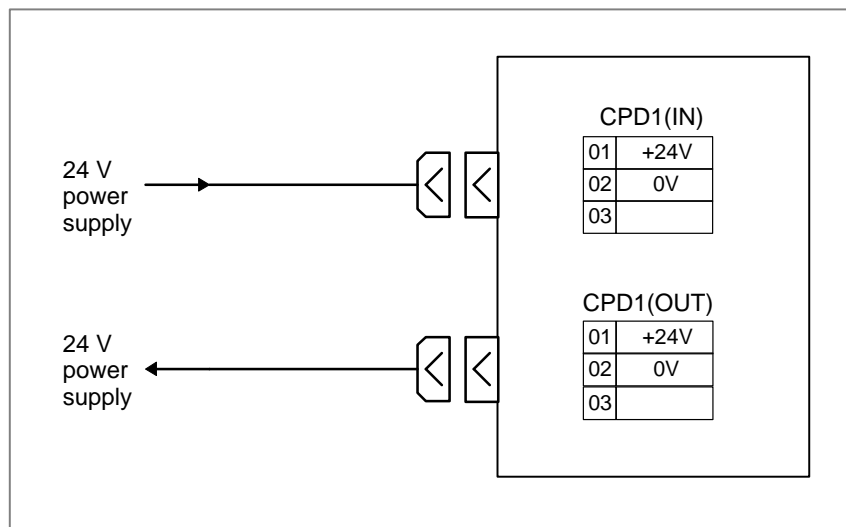 CPD1(IN)
01 +24V
02 0V
03
24 V
power
supply
CPD1(OUT)
01 +24V
02 0V
03
24 V
power
supply